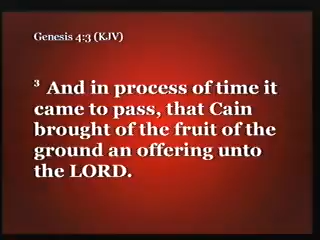 Genesis 4:3 (KJV)
3 And in process of time it
came to pass, that Cain
brought of the fruit of the
ground an offering unto
the LORD.